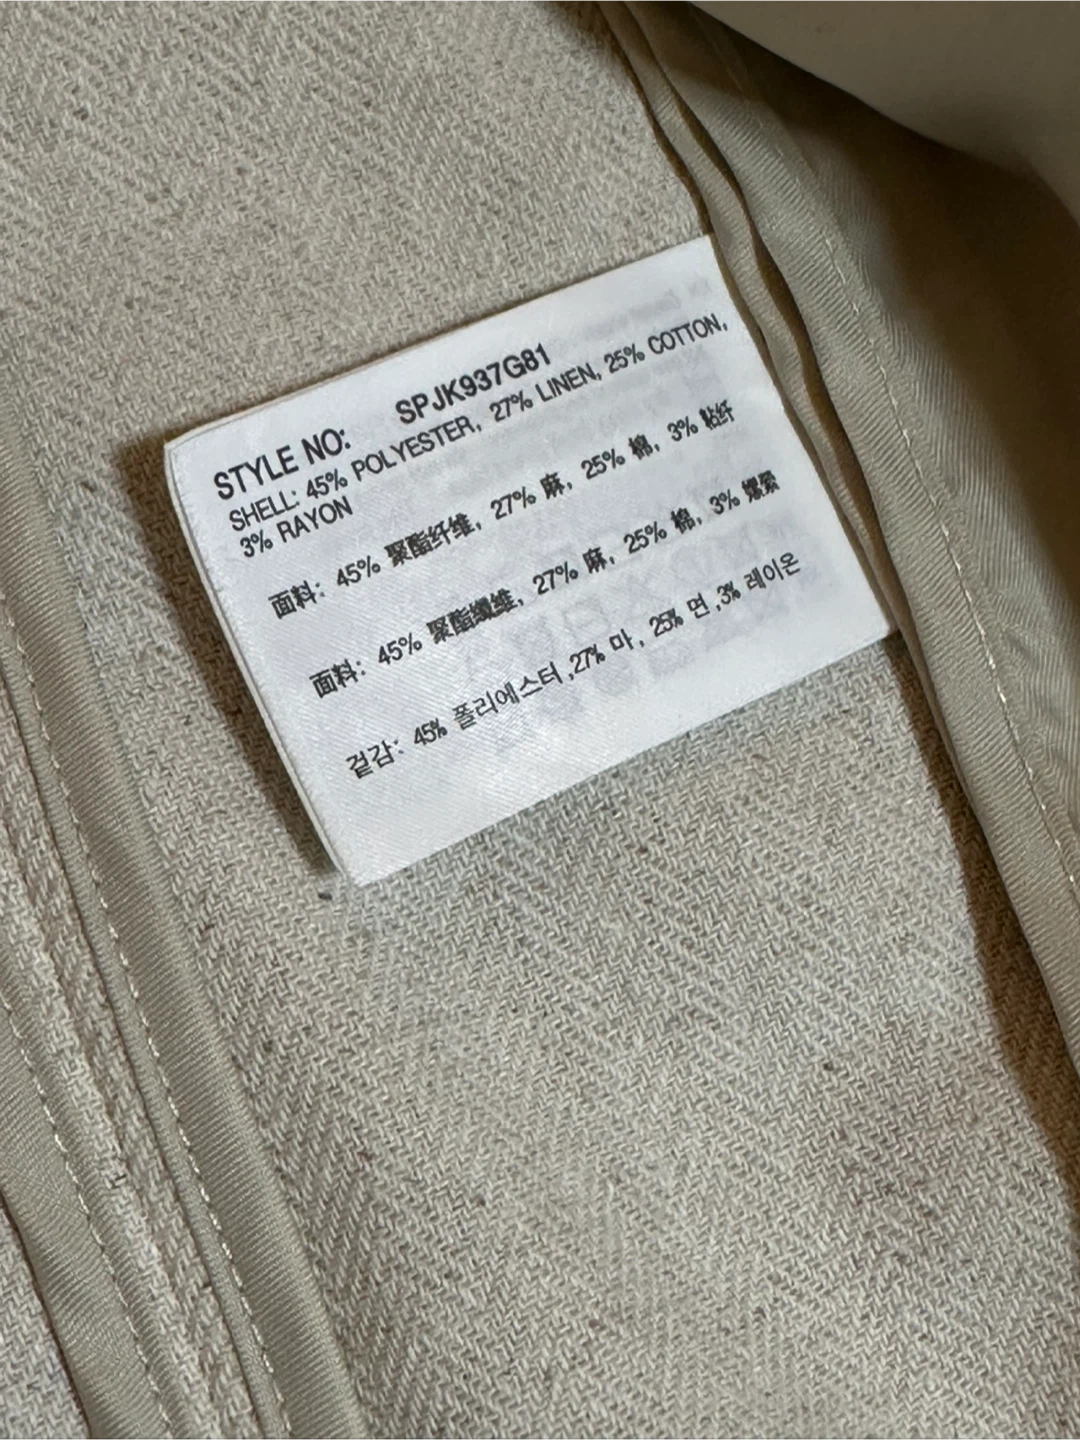 STYLE NO: SPJK937G81
SHELL: 45% POLYESTER, 27% LINEN, 25% COTTON,
3% RAYON
面料: 45% 聚酯纤维, 27% 麻, 25% 棉, 3% 粘纤
面料: 45% 聚酯纖維, 27% 麻, 25% 棉, 3% 嫘縈
겉감: 45% 폴리에스터 ,27% 마 , 25% 면 ,3% 레이온